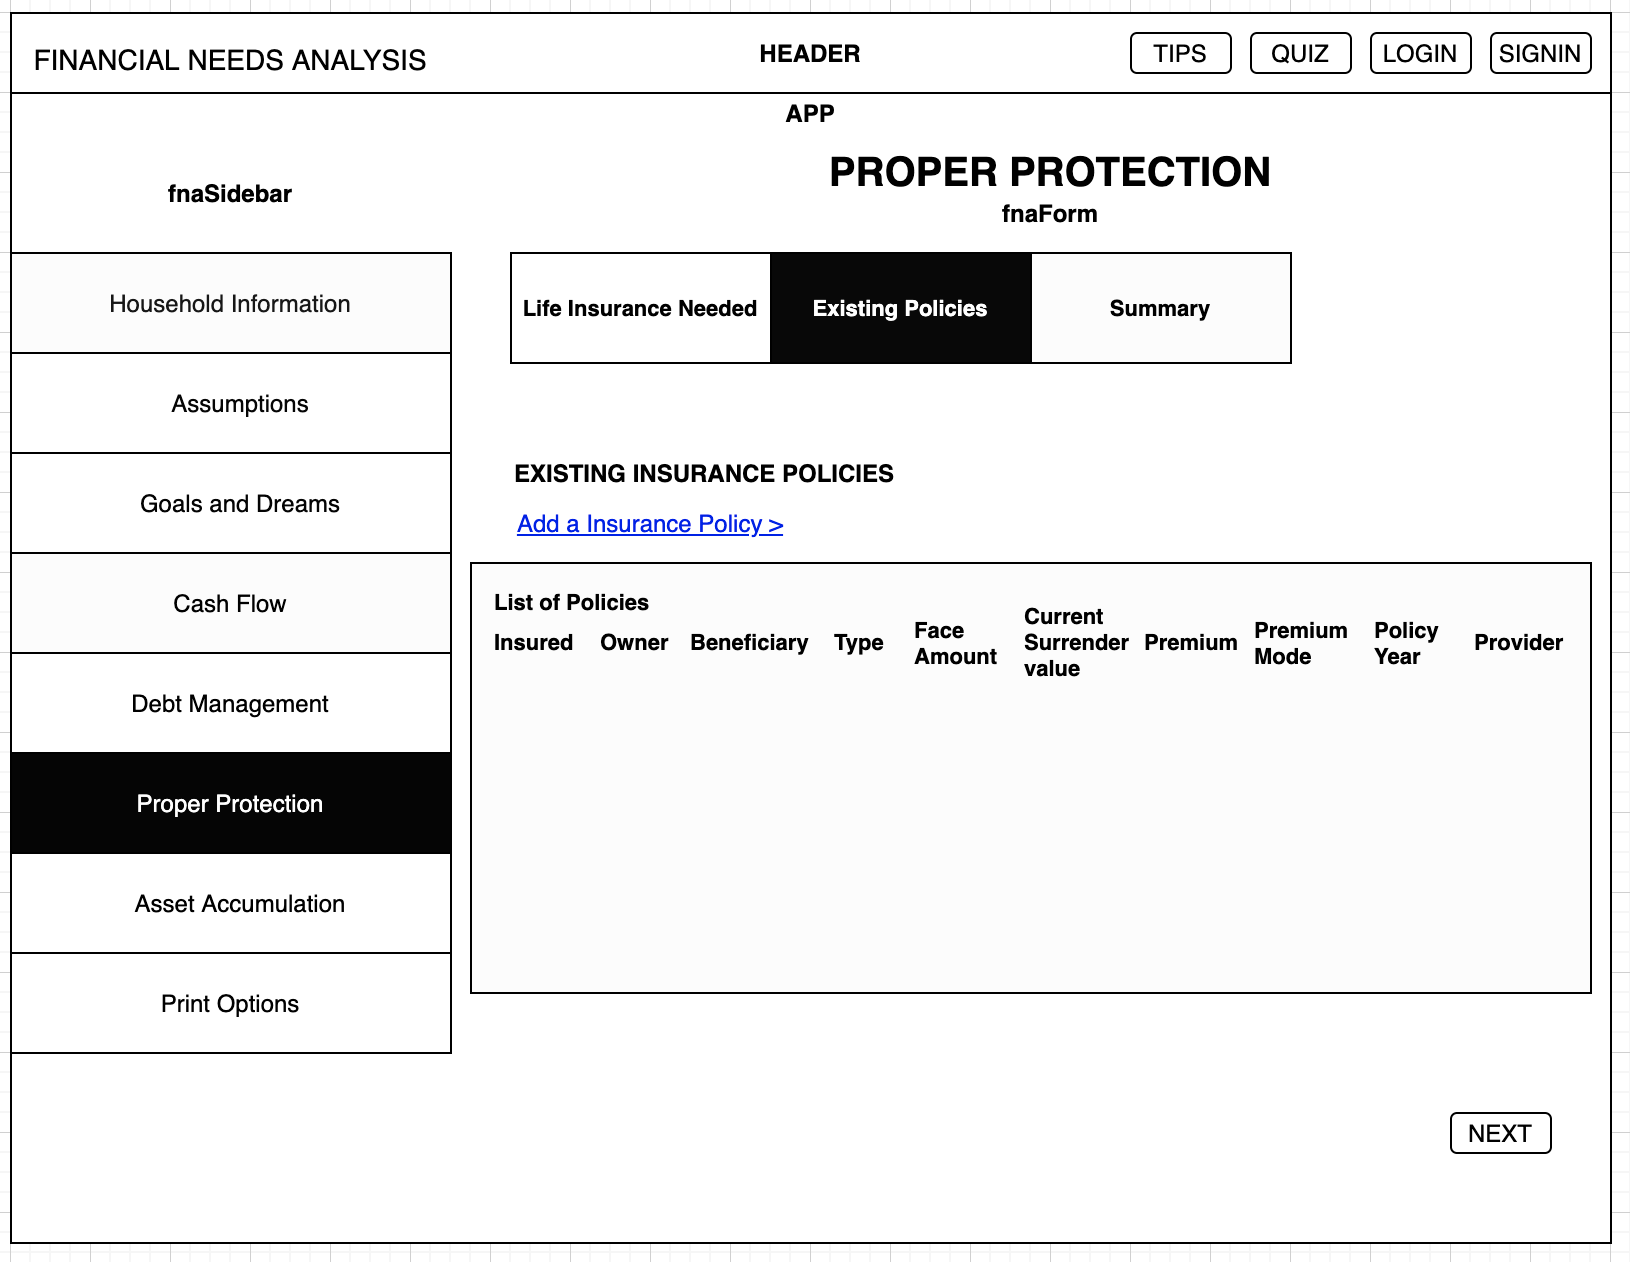 FINANCIAL NEEDS ANALYSIS
HEADER
TIPS
QUIZ
LOGIN
SIGNIN
APP
PROPER PROTECTION
fnaForm
fnaSidebar
Household Information
Assumptions
Goals and Dreams
Cash Flow
Debt Management
Proper Protection
Asset Accumulation
Print Options
Life Insurance Needed
Existing Policies
Summary
EXISTING INSURANCE POLICIES
Add a Insurance Policy >
List of Policies
Insured
Owner
Beneficiary
Type
Face
Amount
Current
Surrender
value
Premium
Premium
Mode
Policy
Year
Provider
NEXT